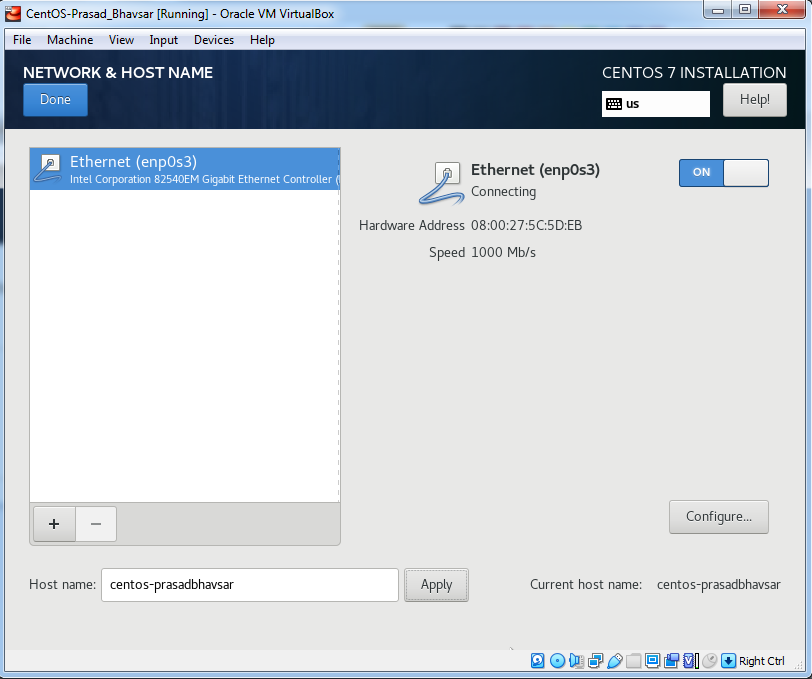 CentOS-Prasad_Bhavsar [Running] - Oracle VM VirtualBox
File Machine View Input Devices Help
NETWORK & HOST NAME
CENTOS 7 INSTALLATION
Done
us
Help!
Ethernet (enp0s3)
Intel Corporation 82540EM Gigabit Ethernet Controller (
Ethernet (enp0s3)
Connecting
ON
Hardware Address 08:00:27:5C:5D:EB
Speed 1000 Mb/s
+ −
Configure...
Host name: centos-prasadbhavsar Apply
Current host name: centos-prasadbhavsar
Right Ctrl